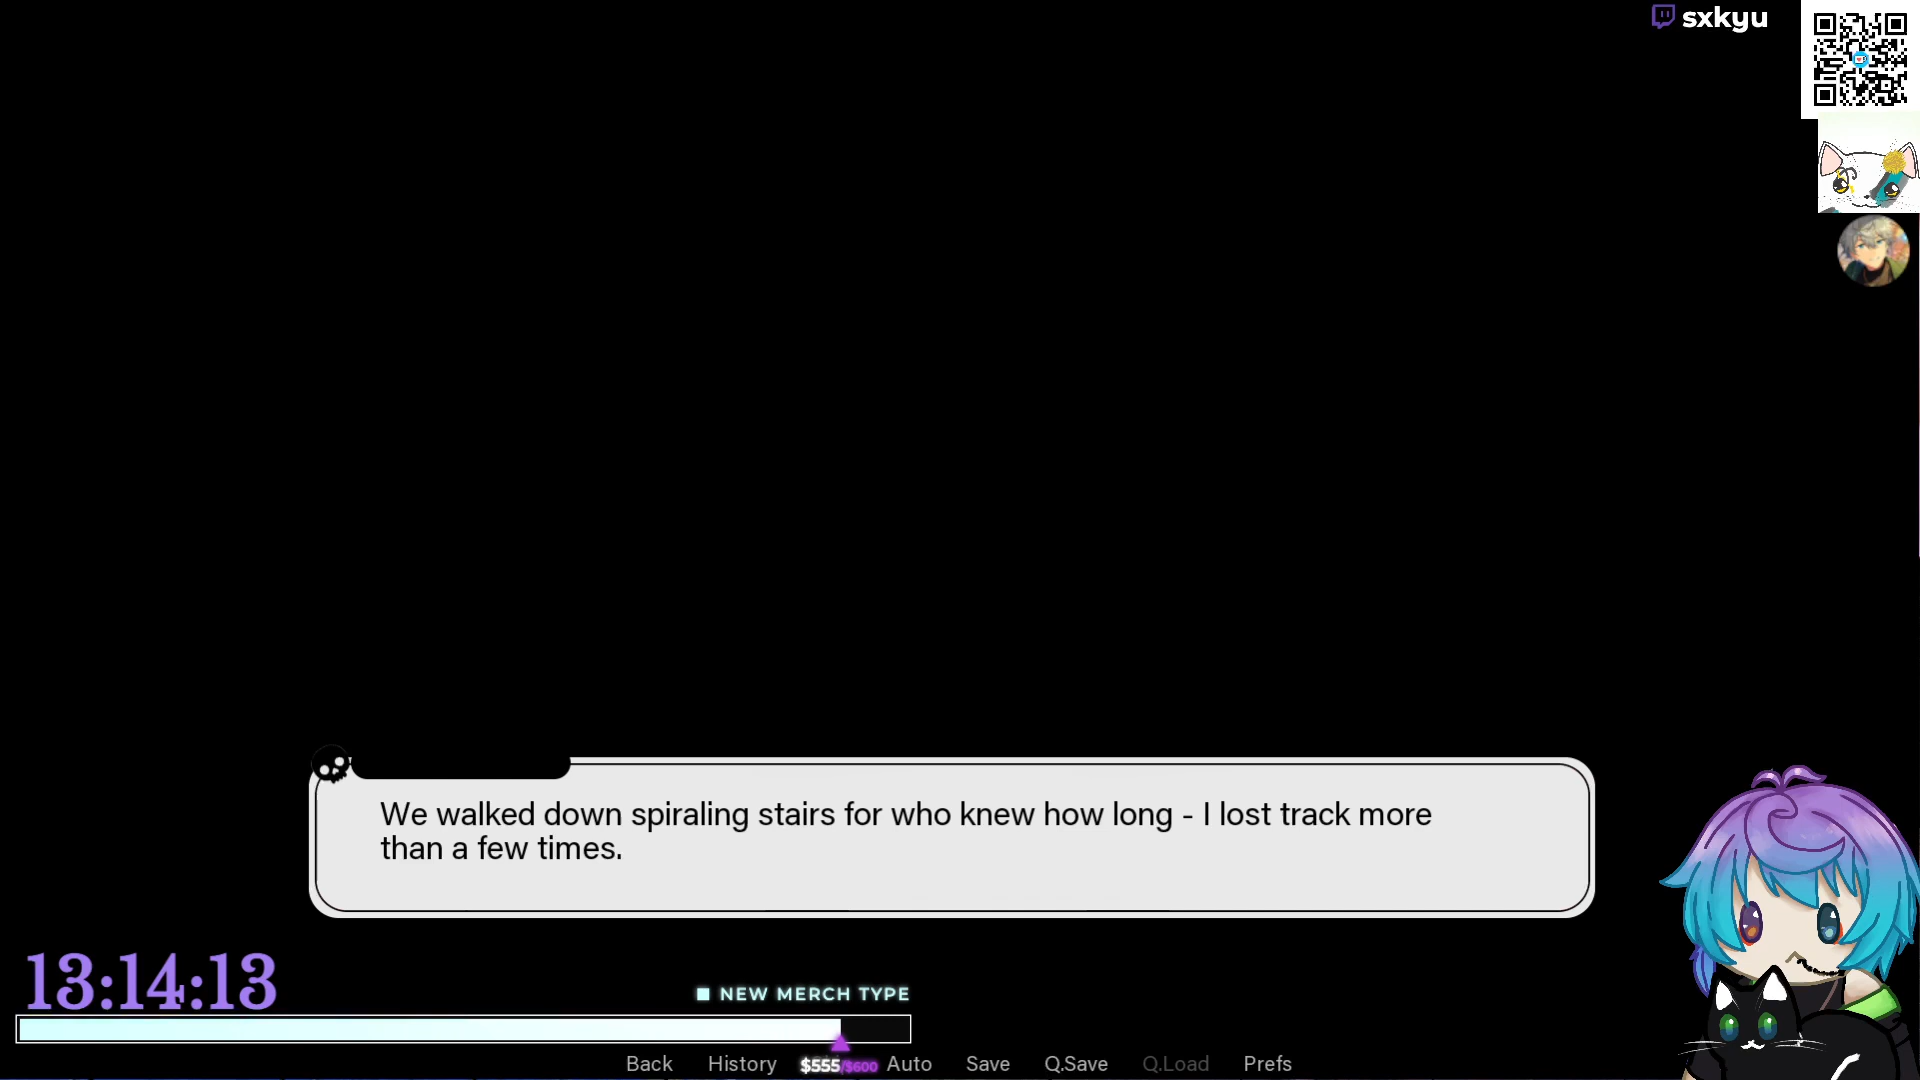 sxkyu
We walked down spiraling stairs for who knew how long - I lost track more
than a few times.
13:14:13
NEW MERCH TYPE
Back History $555/$600 Auto Save Q.Save Q.Load Prefs